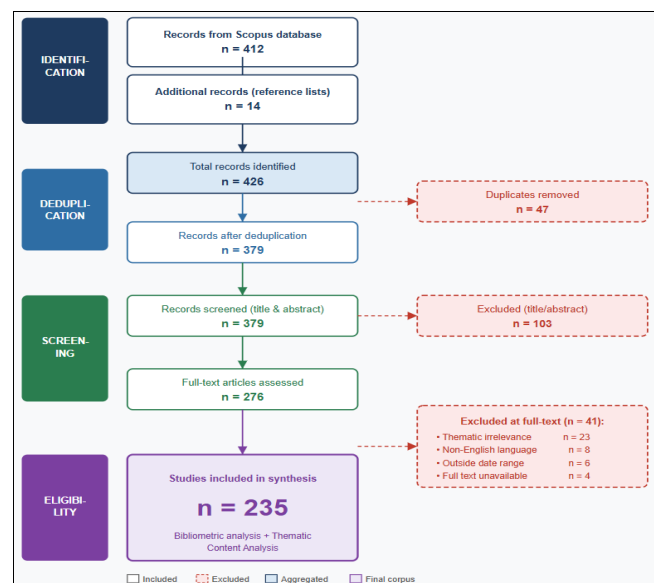 IDENTIFI-
CATION
Records from Scopus database
n = 412
Additional records (reference lists)
n = 14
DEDUPLI-
CATION
Total records identified
n = 426
Duplicates removed
n = 47
Records after deduplication
n = 379
SCREEN-
ING
Records screened (title & abstract)
n = 379
Excluded (title/abstract)
n = 103
Full-text articles assessed
n = 276
Excluded at full-text (n = 41):
• Thematic irrelevance n = 23
• Non-English language n = 8
• Outside date range n = 6
• Full text unavailable n = 4
ELIGIBI-
LITY
Studies included in synthesis
n = 235
Bibliometric analysis + Thematic
Content Analysis
Included Excluded Aggregated Final corpus